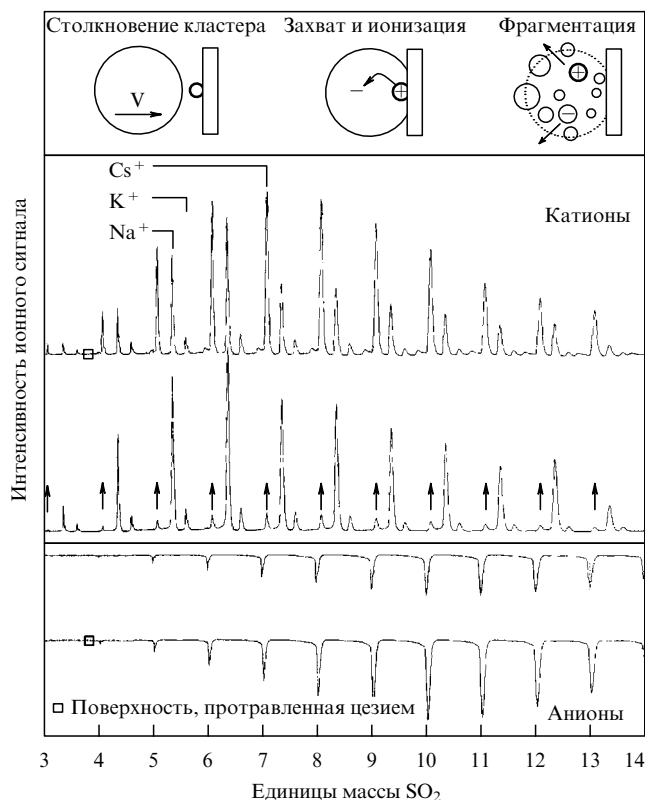 Столкновение кластера
Захват и ионизация
Фрагментация
V
−
+
+
−
Cs+
K+
Na+
Катионы
Интенсивность ионного сигнала
Поверхность, протравленная цезием
Анионы
3 4 5 6 7 8 9 10 11 12 13 14
Единицы массы SO2